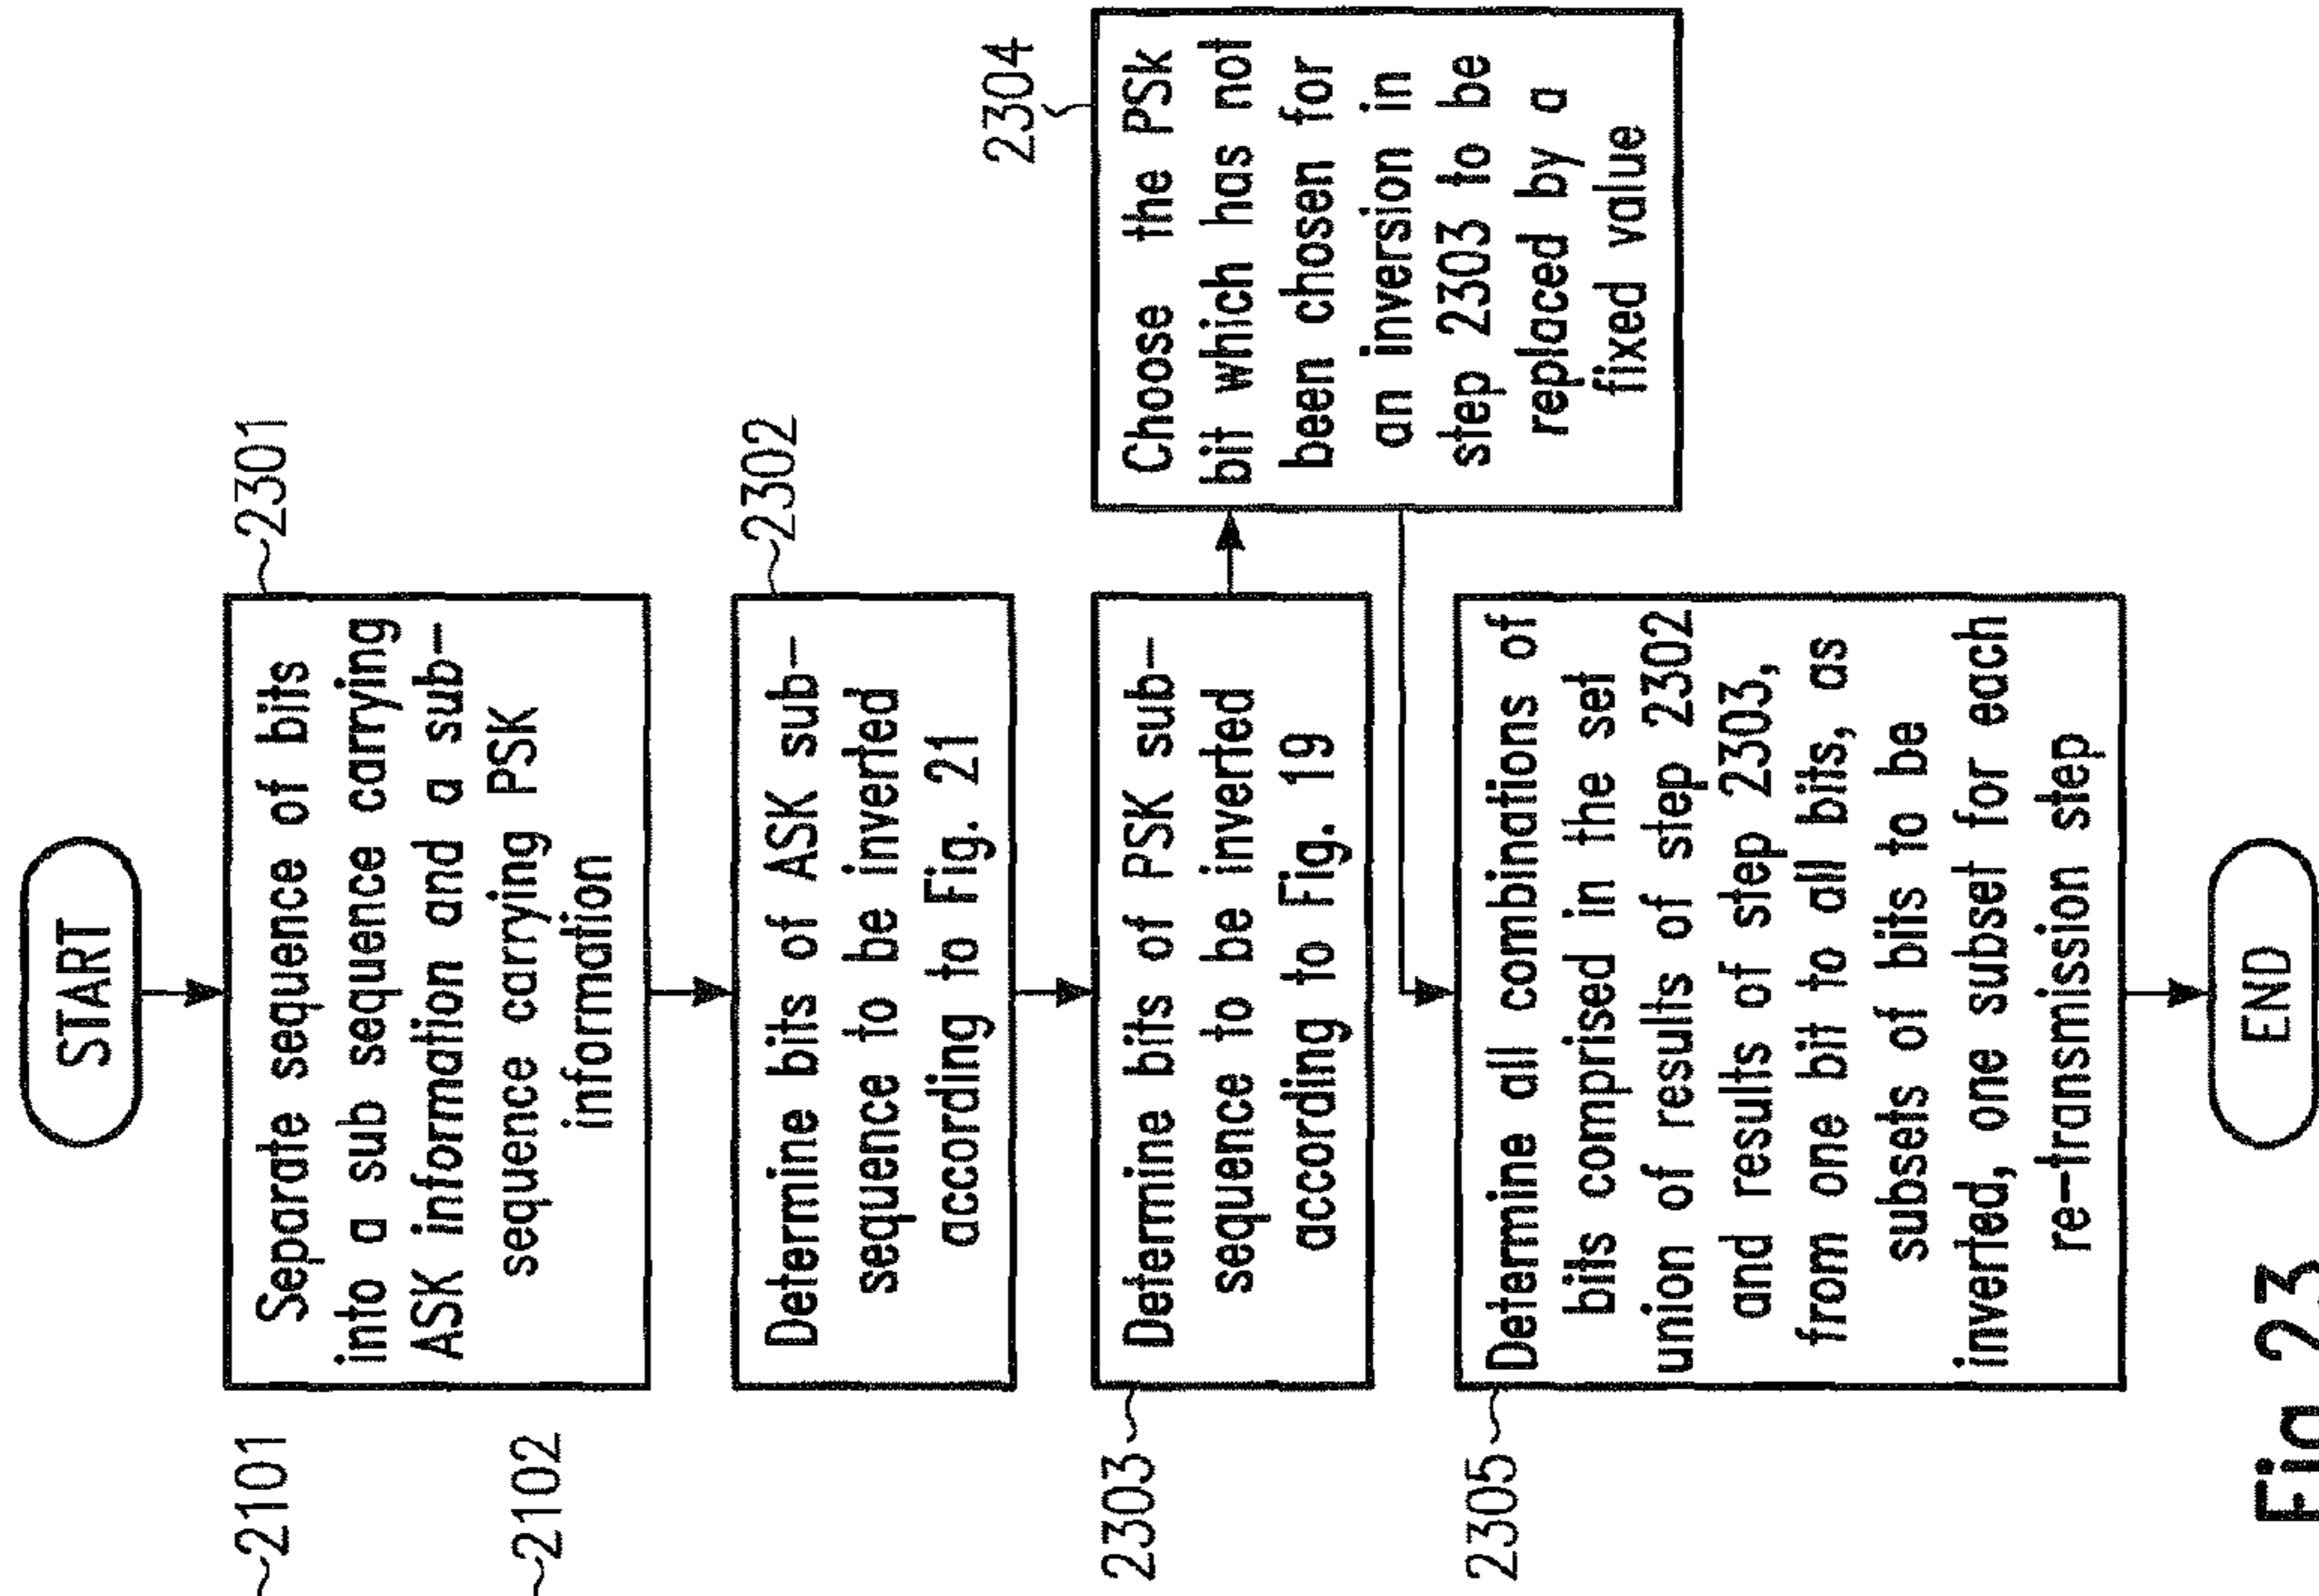 START
2101
2301
Separate sequence of bits
into a sub sequence carrying
ASK information and a sub-
sequence carrying PSK
information
2102
2302
Determine bits of ASK sub-
sequence to be inverted
according to Fig. 21
2303
Determine bits of PSK sub-
sequence to be inverted
according to Fig. 19
2304
Choose the PSk
bit which has not
been chosen for
an inversion in
step 2303 to be
replaced by a
fixed value
2305
Determine all combinations of
bits comprised in the set
union of results of step 2302
and results of step 2303,
from one bit to all bits, as
subsets of bits to be
inverted, one subset for each
re-transmission step
END
Fig 23